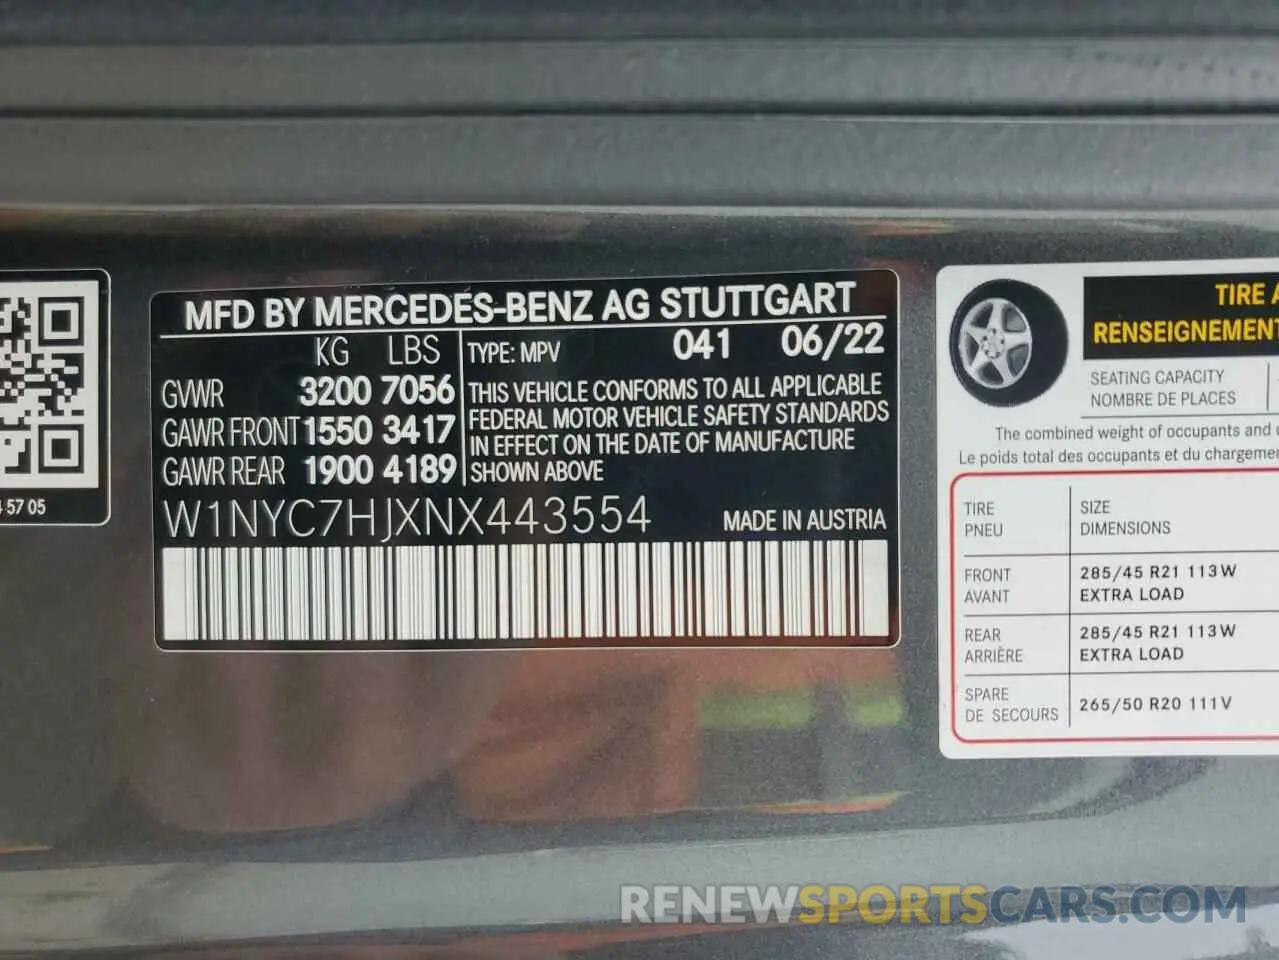 MFD BY MERCEDES-BENZ AG STUTTGART
KG LBS
TYPE: MPV 041 06/22
GVWR 3200 7056
GAWR FRONT 1550 3417
GAWR REAR 1900 4189
THIS VEHICLE CONFORMS TO ALL APPLICABLE
FEDERAL MOTOR VEHICLE SAFETY STANDARDS
IN EFFECT ON THE DATE OF MANUFACTURE
SHOWN ABOVE
W1NYC7HJXNX443554 MADE IN AUSTRIA
5 05
TIRE
RENSEIGNEMENT
SEATING CAPACITY
NOMBRE DE PLACES
The combined weight of occupants and
Le poids total des occupants et du chargeme
TIRE SIZE
PNEU DIMENSIONS
FRONT 285/45 R21 113W
AVANT EXTRA LOAD
REAR 285/45 R21 113W
ARRIÈRE EXTRA LOAD
SPARE 265/50 R20 111V
DE SECOURS
RENEWSPORTSCARS.COM